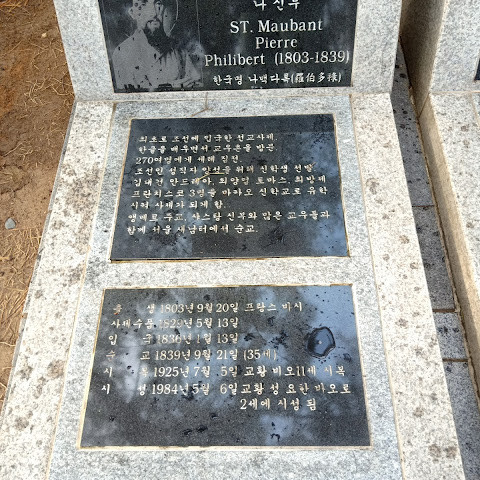 나 신부
ST. Maubant
Pierre
Philibert (1803-1839)
한국명 나백다록(羅伯多祿)
최초로 조선에 입국한 선교사제.
한글을 배우면서 교우촌을 방문
270여명에게 세례 집전.
조선인 성직자 양성을 위해 신학생 선발
김대건 안드레아, 최양업 토마스, 최방제
프란치스코 3명을 마카오 신학교로 유학
시켜 사제가 되게 함.
앵베르 주교, 샤스탕 신부와 많은 교우들과
함께 서울 새남터에서 순교.
출 생 1803년 9월 20일 프랑스 바시
사제수품 1829년 5월 13일
입 국 1836년 1월 13일
순 교 1839년 9월 21일 (35세)
시 복 1925년 7월 5일 교황 비오11세 시복
시 성 1984년 5월 6일 교황 성 요한 바오로
2세에 시성 됨